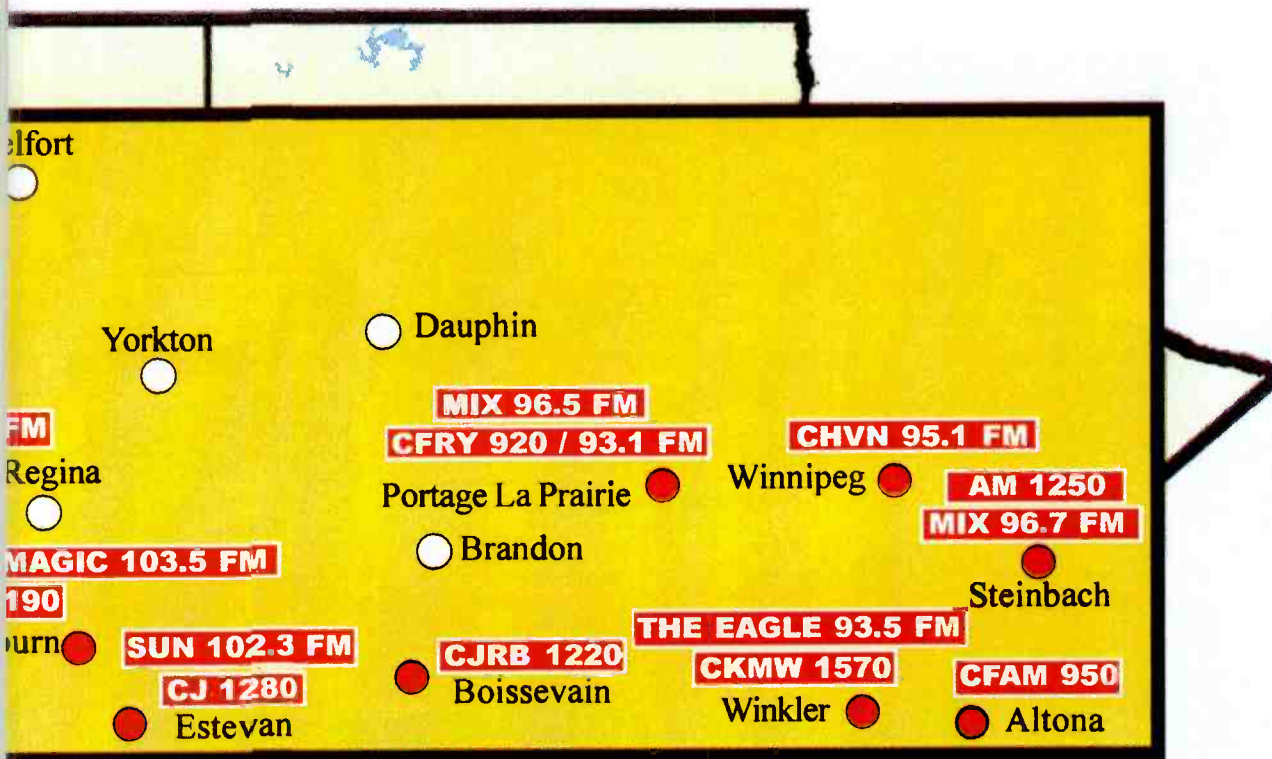 elfort
Dauphin
Yorkton
MIX 96.5 FM
FM
CFRY 920 / 93.1 FM
CHVN 95.1 FM
Regina
Portage La Prairie
Winnipeg
AM 1250
MIX 96.7 FM
Brandon
MAGIC 103.5 FM
Steinbach
190
THE EAGLE 93.5 FM
urn
SUN 102.3 FM
CJRB 1220
CKMW 1570
CFAM 950
CJ 1280
Boissevain
Winkler
Altona
Estevan